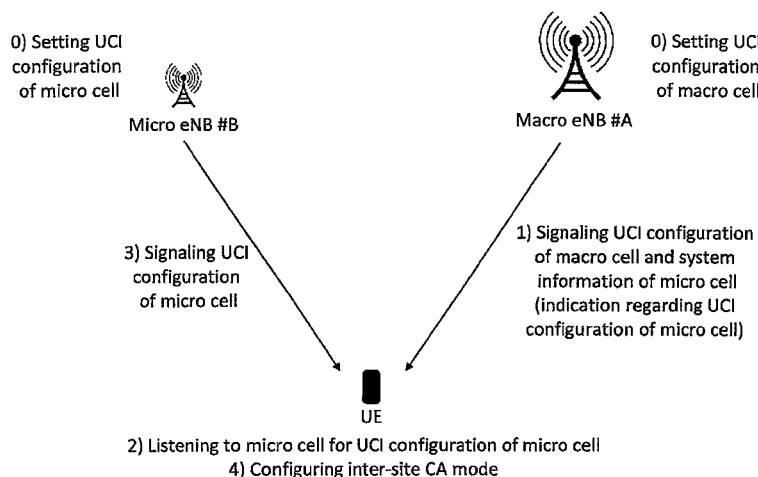 0) Setting UCI
configuration
of micro cell
Micro eNB #B
0) Setting UCI
configuration
of macro cell
Macro eNB #A
3) Signaling UCI
configuration
of micro cell
1) Signaling UCI configuration
of macro cell and system
information of micro cell
(indication regarding UCI
configuration of micro cell)
UE
2) Listening to micro cell for UCI configuration of micro cell
4) Configuring inter-site CA mode